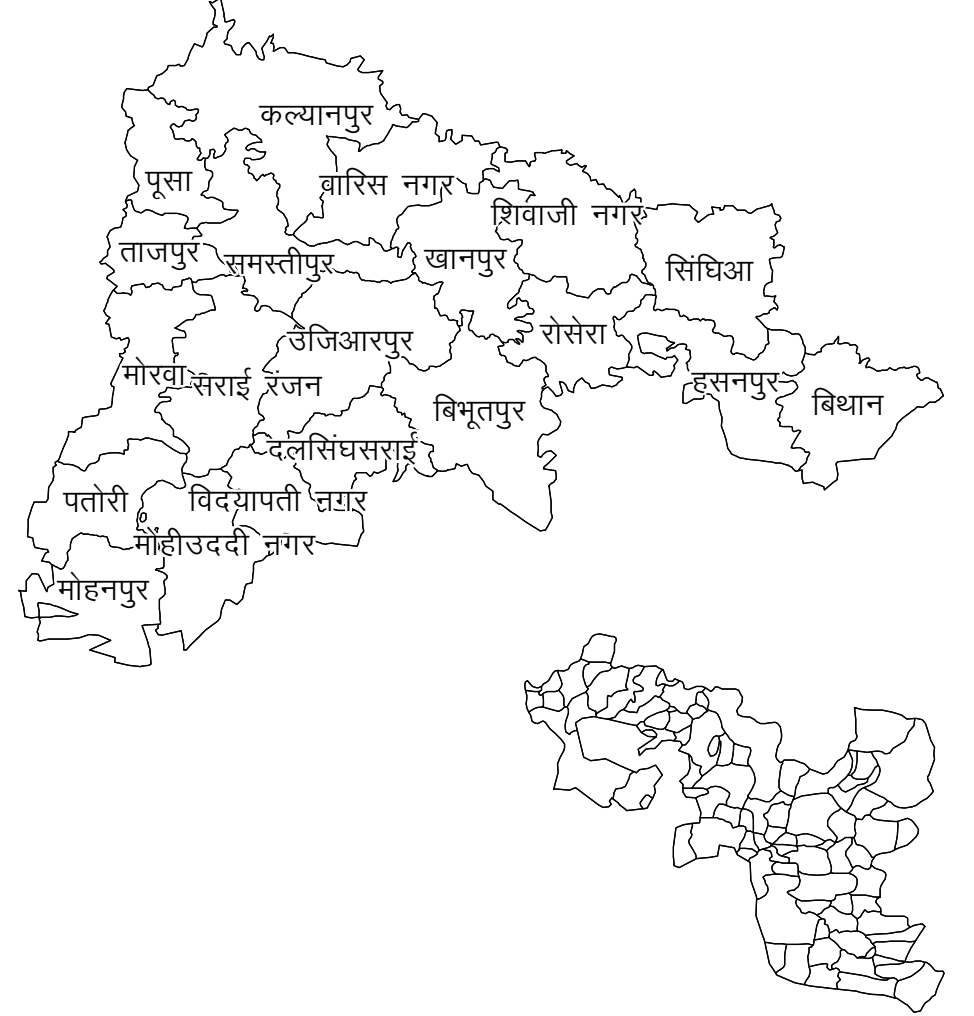 कल्यानपुर
पूसा
वारिस नगर
शिवाजी नगर
ताजपुर
समस्तीपुर
खानपुर
सिंघिआ
उजिआरपुर
रोसेरा
मोरवा
सराई रंजन
हसनपुर
बिभूतपुर
बिथान
दलसिंघसराई
पतोरी
विदयापती नगर
मोंहीउददी नगर
मोहनपुर